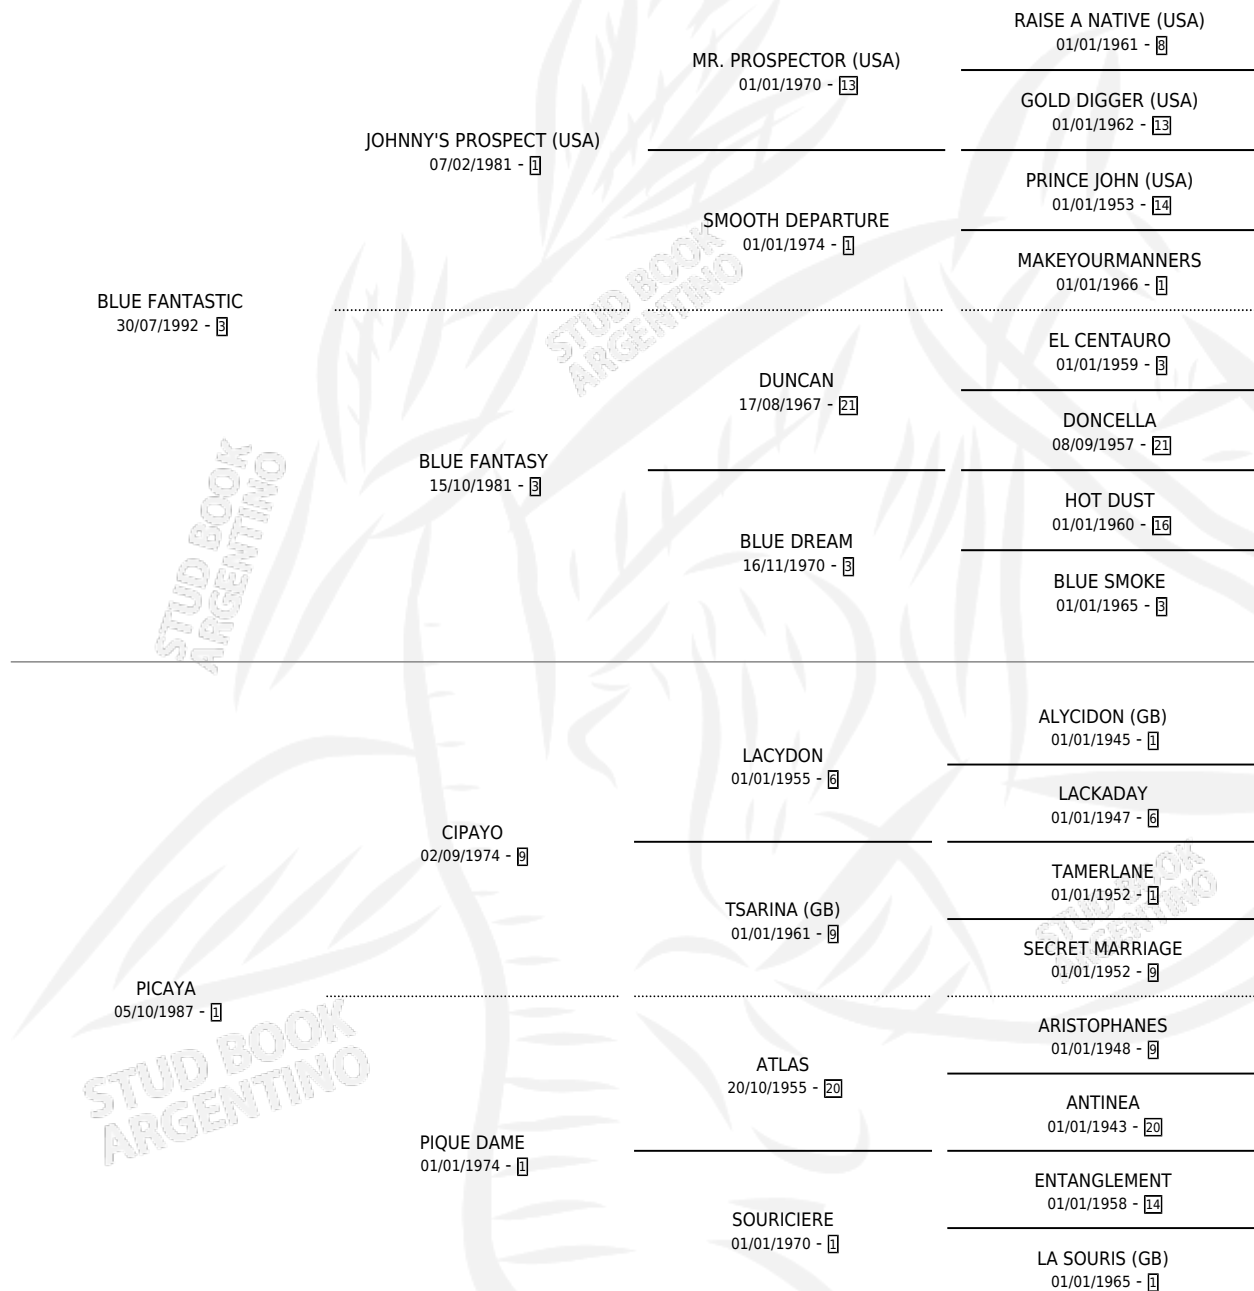 RAISE A NATIVE (USA)
01/01/1961 - 8
MR. PROSPECTOR (USA)
01/01/1970 - 13
GOLD DIGGER (USA)
01/01/1962 - 13
JOHNNY'S PROSPECT (USA)
07/02/1981 - 1
PRINCE JOHN (USA)
01/01/1953 - 14
SMOOTH DEPARTURE
01/01/1974 - 1
MAKEYOURMANNERS
01/01/1966 - 1
BLUE FANTASTIC
30/07/1992 - 3
EL CENTAURO
01/01/1959 - 3
DUNCAN
17/08/1967 - 21
DONCELLA
08/09/1957 - 21
BLUE FANTASY
15/10/1981 - 3
HOT DUST
01/01/1960 - 16
BLUE DREAM
16/11/1970 - 3
BLUE SMOKE
01/01/1965 - 3
ALYCIDON (GB)
01/01/1945 - 1
LACYDON
01/01/1955 - 6
LACKADAY
01/01/1947 - 6
CIPAYO
02/09/1974 - 9
TAMERLANE
01/01/1952 - 1
TSARINA (GB)
01/01/1961 - 9
SECRET MARRIAGE
01/01/1952 - 9
PICAYA
05/10/1987 - 1
ARISTOPHANES
01/01/1948 - 9
ATLAS
20/10/1955 - 20
ANTINEA
01/01/1943 - 20
PIQUE DAME
01/01/1974 - 1
ENTANGLEMENT
01/01/1958 - 14
SOURICIERE
01/01/1970 - 1
LA SOURIS (GB)
01/01/1965 - 1
STUD BOOK
ARGENTINO
STUD BOOK
ARGENTINO
STUD BOOK
ARGENTINO
STUD BOOK
ARGENTINO